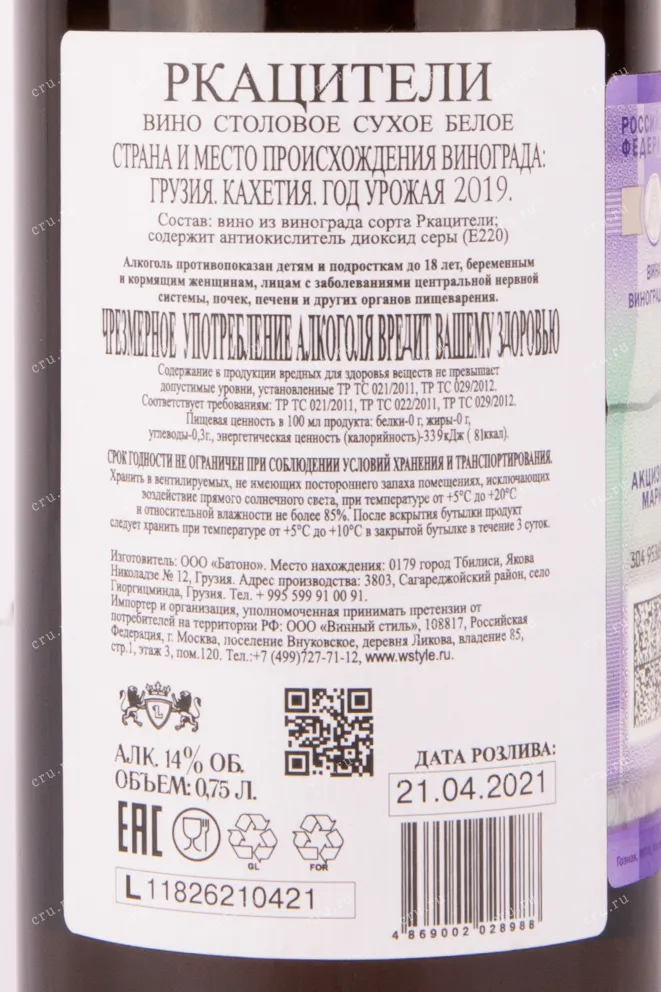 РКАЦИТЕЛИ
ВИНО СТОЛОВОЕ СУХОЕ БЕЛОЕ
СТРАНА И МЕСТО ПРОИСХОЖДЕНИЯ ВИНОГРАДА:
ГРУЗИЯ. КАХЕТИЯ. ГОД УРОЖАЯ 2019.
Состав: вино из винограда сорта Ркацители;
содержит антиокислитель диоксид серы (Е220)
Алкоголь противопоказан детям и подросткам до 18 лет, беременным
и кормящим женщинам, лицам с заболеваниями центральной нервной
системы, почек, печени и других органов пищеварения.
ЧРЕЗМЕРНОЕ УПОТРЕБЛЕНИЕ АЛКОГОЛЯ ВРЕДИТ ВАШЕМУ ЗДОРОВЬЮ
Содержание в продукции вредных для здоровья веществ не превышает
допустимые уровни, установленные ТР ТС 021/2011, ТР ТС 029/2012.
Соответствует требованиям: ТР ТС 021/2011, ТР ТС 022/2011, ТР ТС 029/2012.
Пищевая ценность в 100 мл продукта: белки-0 г, жиры-0 г,
углеводы-0,3г., энергетическая ценность (калорийность)-339кДж ( 81ккал).
СРОК ГОДНОСТИ НЕ ОГРАНИЧЕН ПРИ СОБЛЮДЕНИИ УСЛОВИЙ ХРАНЕНИЯ И ТРАНСПОРТИРОВАНИЯ.
Хранить в вентилируемых, не имеющих постороннего запаха помещениях, исключающих
воздействие прямого солнечного света, при температуре от +5°С до +20°С
и относительной влажности не более 85%. После вскрытия бутылки продукт
следует хранить при температуре от +5°С до +10°С в закрытой бутылке в течение 3 суток.
Изготовитель: ООО «Батоно». Место нахождения: 0179 город Тбилиси, Якова
Николадзе № 12, Грузия. Адрес производства: 3803, Сагареджойский район, село
Гиоргицминда, Грузия. Тел. + 995 599 91 00 91.
Импортер и организация, уполномоченная принимать претензии от
потребителей на территории РФ: ООО «Винный стиль», 108817, Российская
Федерация, г. Москва, поселение Внуковское, деревня Ликова, владение 85,
стр.1, этаж 3, пом.120. Тел.:+7 (499)727-71-12, www.wstyle.ru.
L
АЛК. 14% ОБ.
ОБЪЕМ: 0,75 Л.
ДАТА РОЗЛИВА:
21.04.2021
EAC
GL
FOR
L11826210421
4 869002 028988
РОССИ
ФЕДЕР
ВИН
ВИНОГРА
АКЦИЗ
МАРК
304
cru.ru